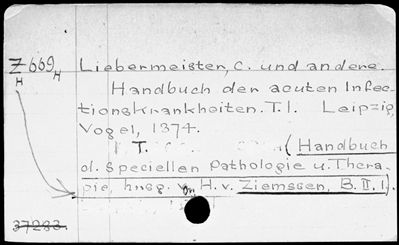 Z 669 H Liebermeister, C. und andere.
H
Handbuch der acuten Infec-
tionskrankheiten. T. I. Leipzig,
Vogel, 1874.
T. (Handbuch
d. speciellen Pathologie u. Thera-
pie, hrsg. v. H. v. Ziemssen, B. II. 1.).
37283.